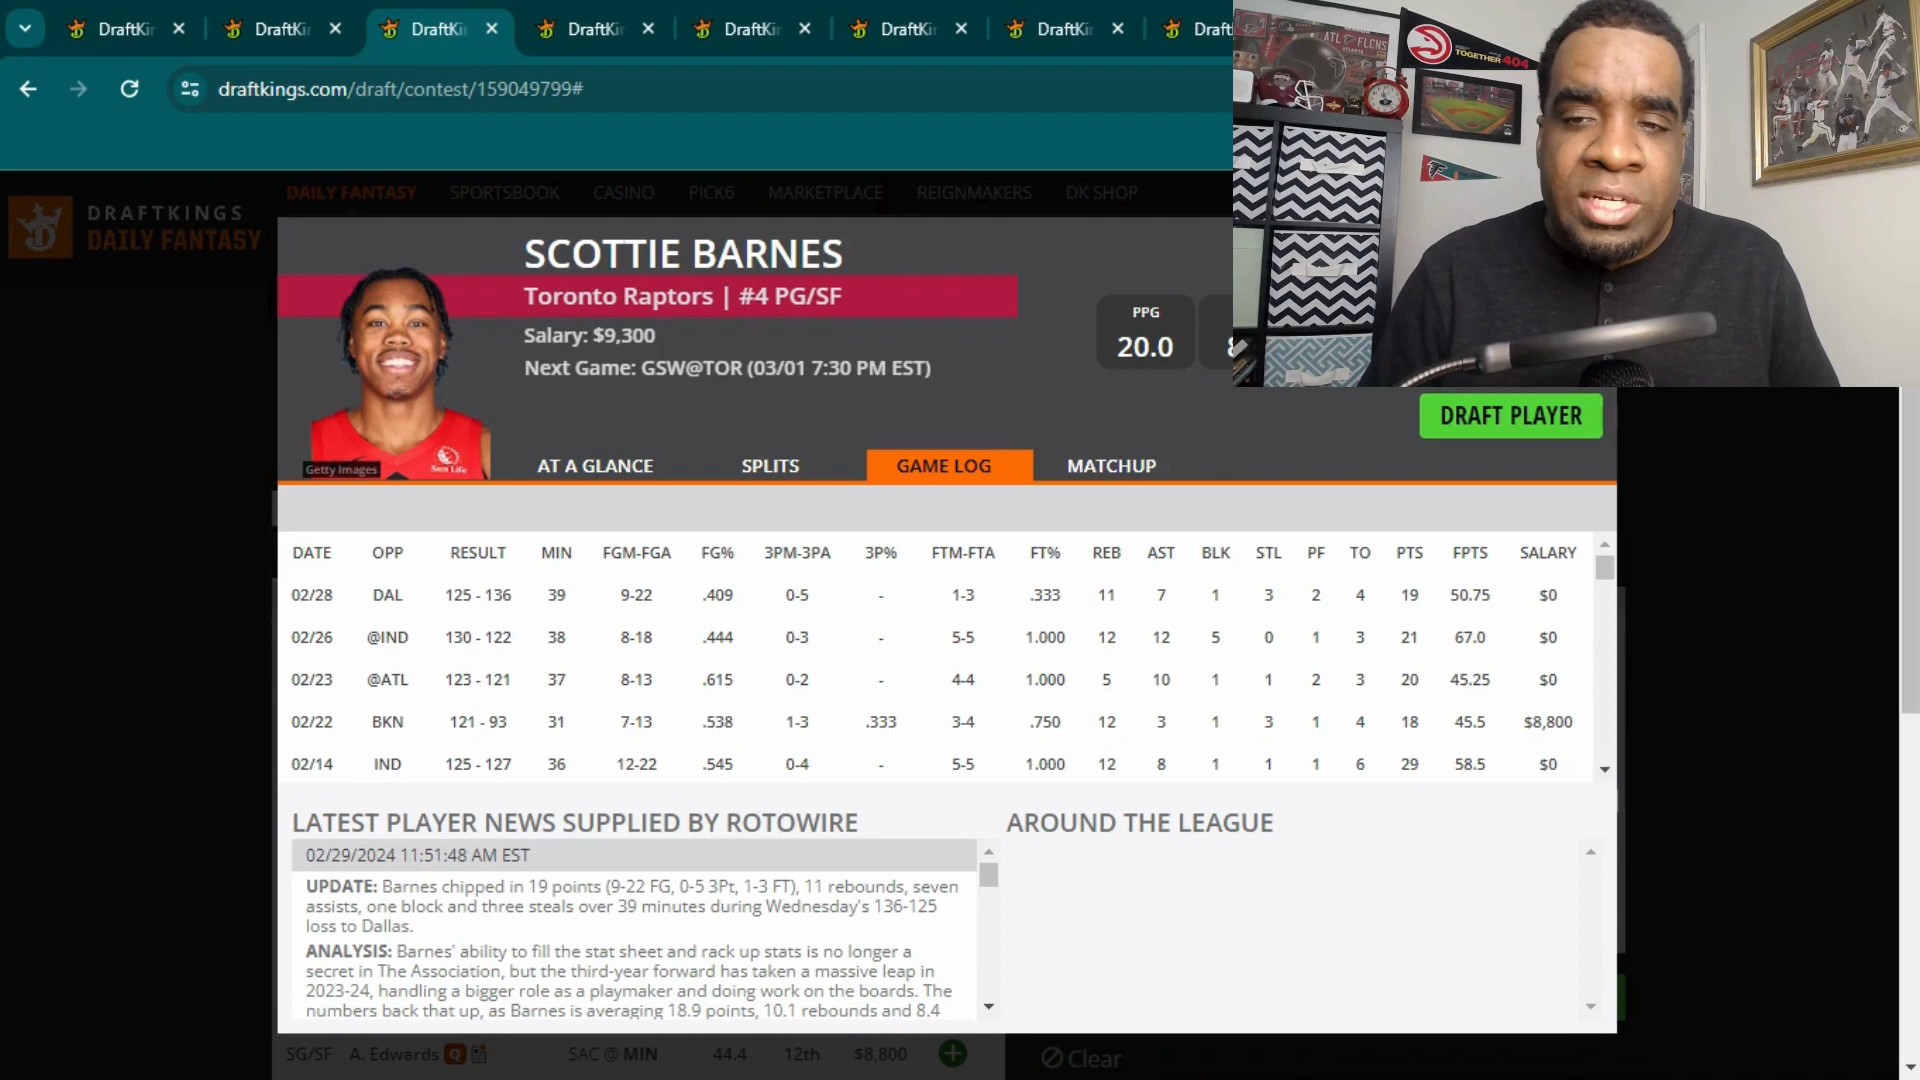 DraftKi
DraftKi
DraftKi
DraftKi
DraftKi
DraftKi
DraftKi
Draft
draftkings.com/draft/contest/159049799#
ATL FLCNS
ATLANTA
TOGETHER 404
DRAFTKINGS
DAILY FANTASY
DAILY FANTASY SPORTSBOOK CASINO PICK6 MARKETPLACE REIGNMAKERS DK SHOP
SCOTTIE BARNES
Toronto Raptors | #4 PG/SF
Salary: $9,300
Next Game: GSW@TOR (03/01 7:30 PM EST)
PPG
20.0
Sun Life
Getty Images
DRAFT PLAYER
AT A GLANCE SPLITS GAME LOG MATCHUP
DATE OPP RESULT MIN FGM-FGA FG% 3PM-3PA 3P% FTM-FTA FT% REB AST BLK STL PF TO PTS FPTS SALARY
02/28 DAL 125 - 136 39 9-22 .409 0-5 - 1-3 .333 11 7 1 3 2 4 19 50.75 $0
02/26 @IND 130 - 122 38 8-18 .444 0-3 - 5-5 1.000 12 12 5 0 1 3 21 67.0 $0
02/23 @ATL 123 - 121 37 8-13 .615 0-2 - 4-4 1.000 5 10 1 1 2 3 20 45.25 $0
02/22 BKN 121 - 93 31 7-13 .538 1-3 .333 3-4 .750 12 3 1 3 1 4 18 45.5 $8,800
02/14 IND 125 - 127 36 12-22 .545 0-4 - 5-5 1.000 12 8 1 1 1 6 29 58.5 $0
LATEST PLAYER NEWS SUPPLIED BY ROTOWIRE
AROUND THE LEAGUE
02/29/2024 11:51:48 AM EST
UPDATE: Barnes chipped in 19 points (9-22 FG, 0-5 3Pt, 1-3 FT), 11 rebounds, seven
assists, one block and three steals over 39 minutes during Wednesday's 136-125
loss to Dallas.
ANALYSIS: Barnes' ability to fill the stat sheet and rack up stats is no longer a
secret in The Association, but the third-year forward has taken a massive leap in
2023-24, handling a bigger role as a playmaker and doing work on the boards. The
numbers back that up, as Barnes is averaging 18.9 points, 10.1 rebounds and 8.4
SG/SF A. Edwards Q SAC @ MIN 44.4 12th $8,800
Clear